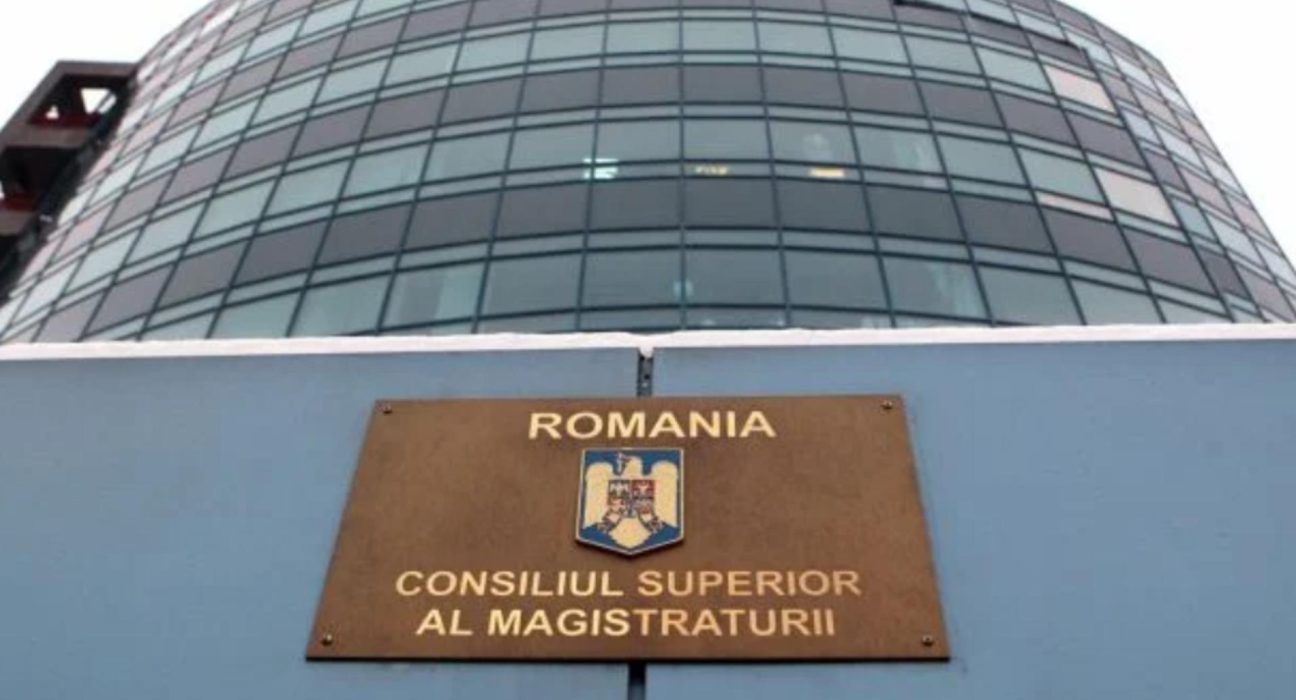 ROMANIA
CONSILIUL SUPERIOR
AL MAGISTRATURII